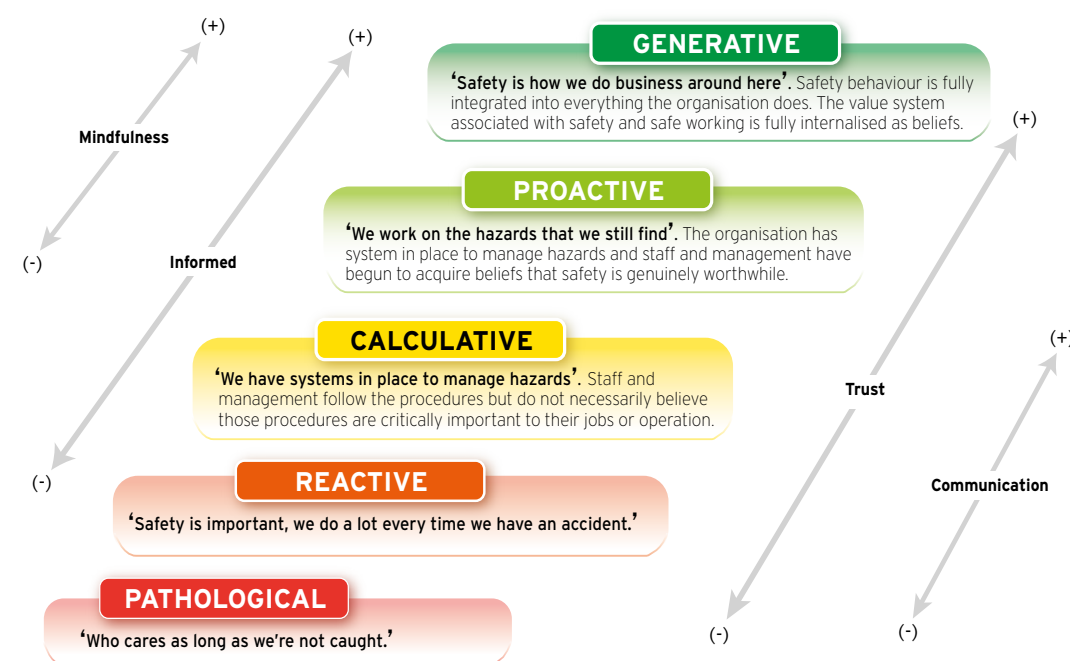 (+)
(+)
Mindfulness
(-)
Informed
(-)
GENERATIVE
‘Safety is how we do business around here’. Safety behaviour is fully
integrated into everything the organisation does. The value system
associated with safety and safe working is fully internalised as beliefs.
PROACTIVE
‘We work on the hazards that we still find’. The organisation has
system in place to manage hazards and staff and management have
begun to acquire beliefs that safety is genuinely worthwhile.
CALCULATIVE
‘We have systems in place to manage hazards’. Staff and
management follow the procedures but do not necessarily believe
those procedures are critically important to their jobs or operation.
REACTIVE
‘Safety is important, we do a lot every time we have an accident.’
PATHOLOGICAL
‘Who cares as long as we’re not caught.’
(+)
Trust
(-)
(+)
Communication
(-)